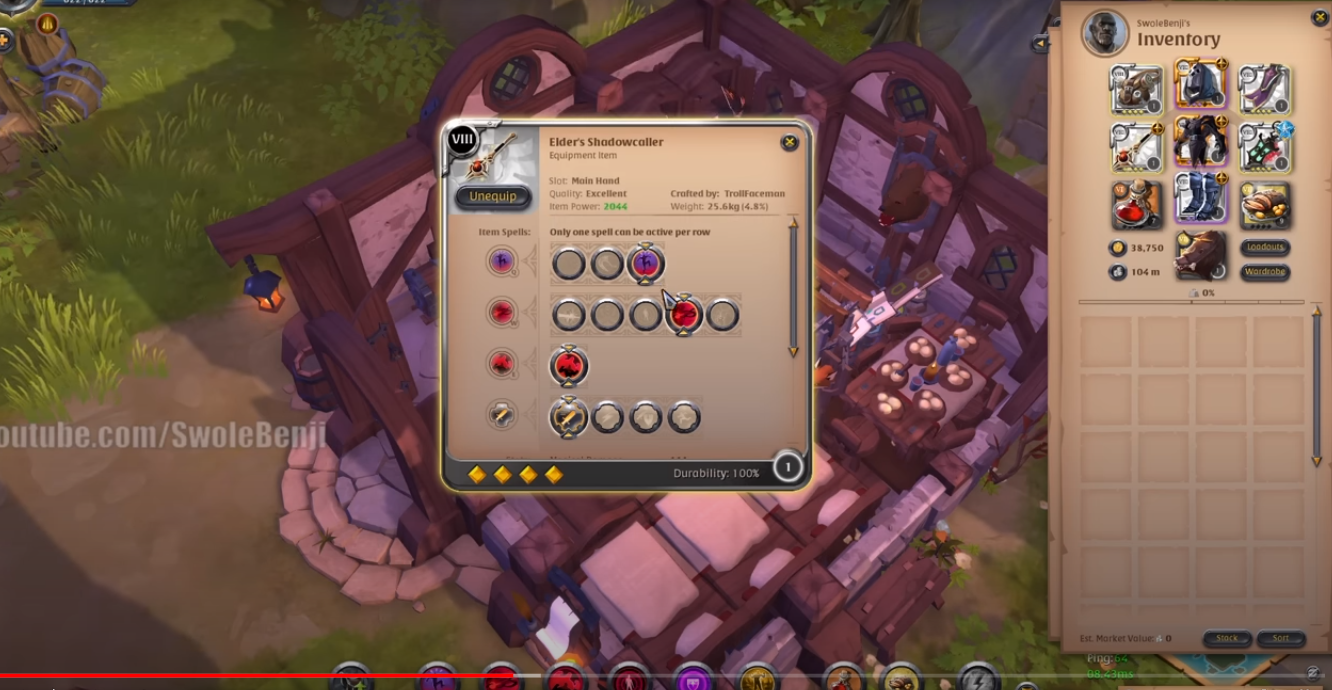 SwoleBenji's
Inventory
VIII
Elder's Shadowcaller
Equipment Item
Unequip
Slot: Main Hand
Quality: Excellent
Crafted by: TrollFaceman
Item Power: 2044
Weight: 25.6kg (4.8%)
Item Spells:
Only one spell can be active per row
38,750
Loadouts
104 m
Wardrobe
0%
outube.com/SwoleBenji
Durability: 100%
1
Est. Market Value: 0
Stack
Sort
Ping: 64